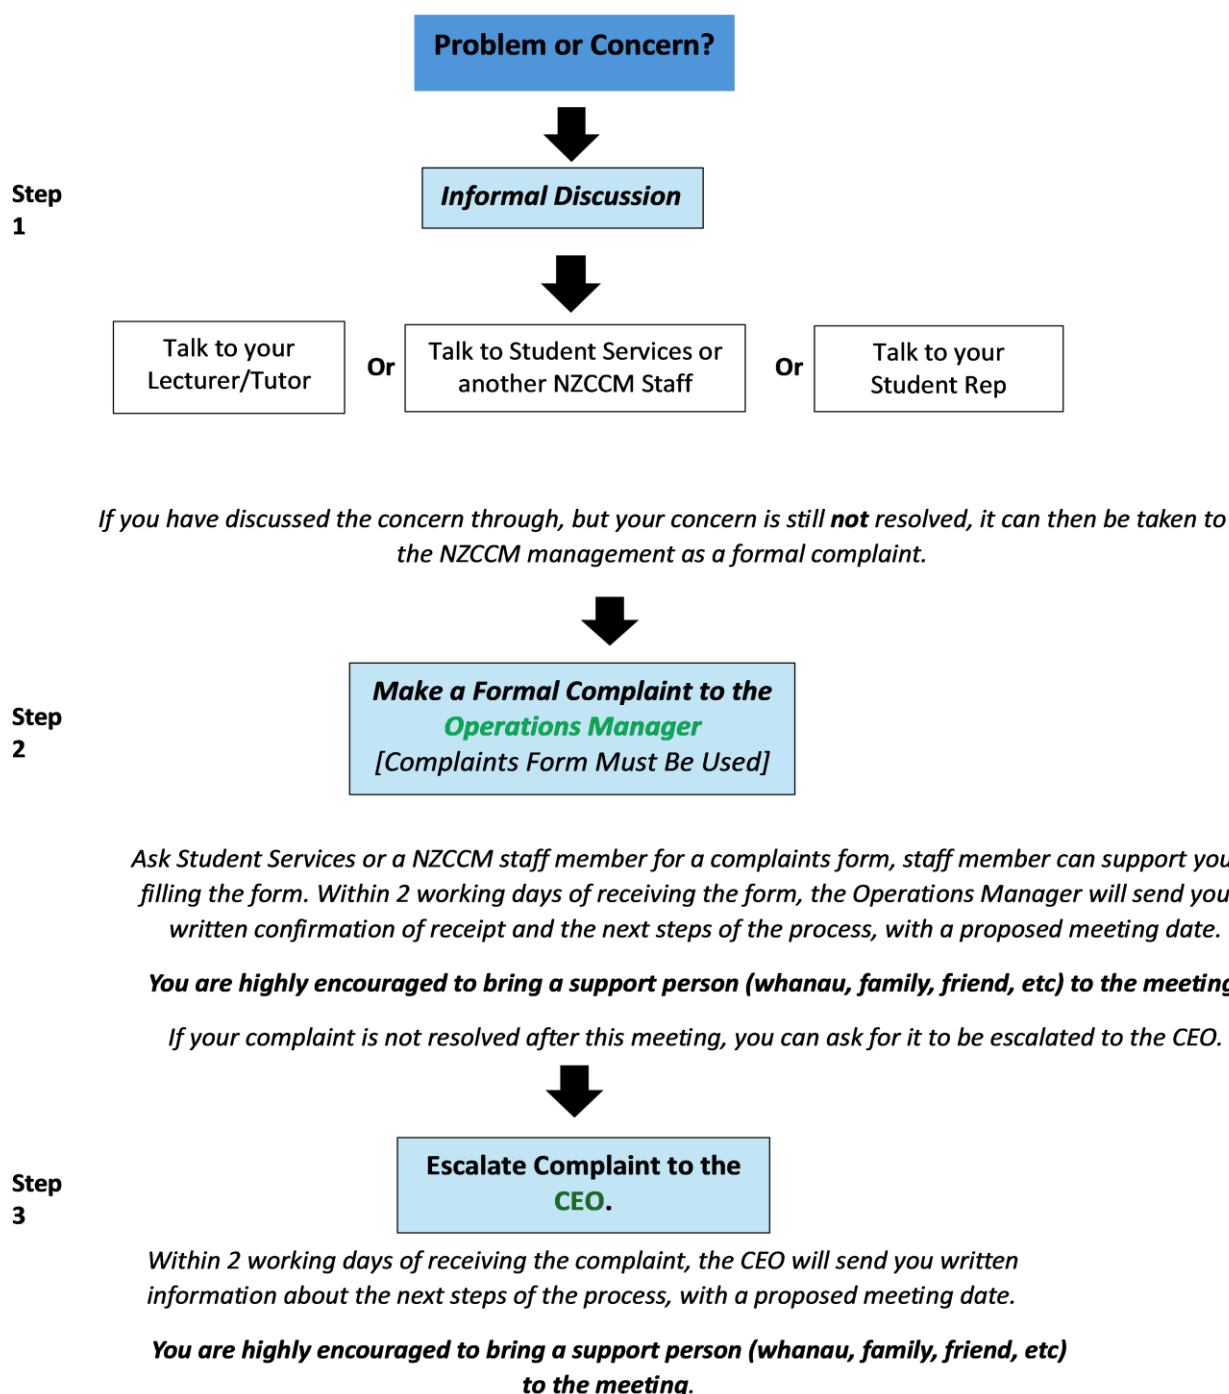 Problem or Concern?
Step
1
Informal Discussion
Talk to your
Lecturer/Tutor
Or
Talk to Student Services or
another NZCCM Staff
Or
Talk to your
Student Rep
If you have discussed the concern through, but your concern is still not resolved, it can then be taken to
the NZCCM management as a formal complaint.
Step
2
Make a Formal Complaint to the
Operations Manager
[Complaints Form Must Be Used]
Ask Student Services or a NZCCM staff member for a complaints form, staff member can support you
filling the form. Within 2 working days of receiving the form, the Operations Manager will send you
written confirmation of receipt and the next steps of the process, with a proposed meeting date.
You are highly encouraged to bring a support person (whanau, family, friend, etc) to the meeting
If your complaint is not resolved after this meeting, you can ask for it to be escalated to the CEO.
Step
3
Escalate Complaint to the
CEO.
Within 2 working days of receiving the complaint, the CEO will send you written
information about the next steps of the process, with a proposed meeting date.
You are highly encouraged to bring a support person (whanau, family, friend, etc)
to the meeting.